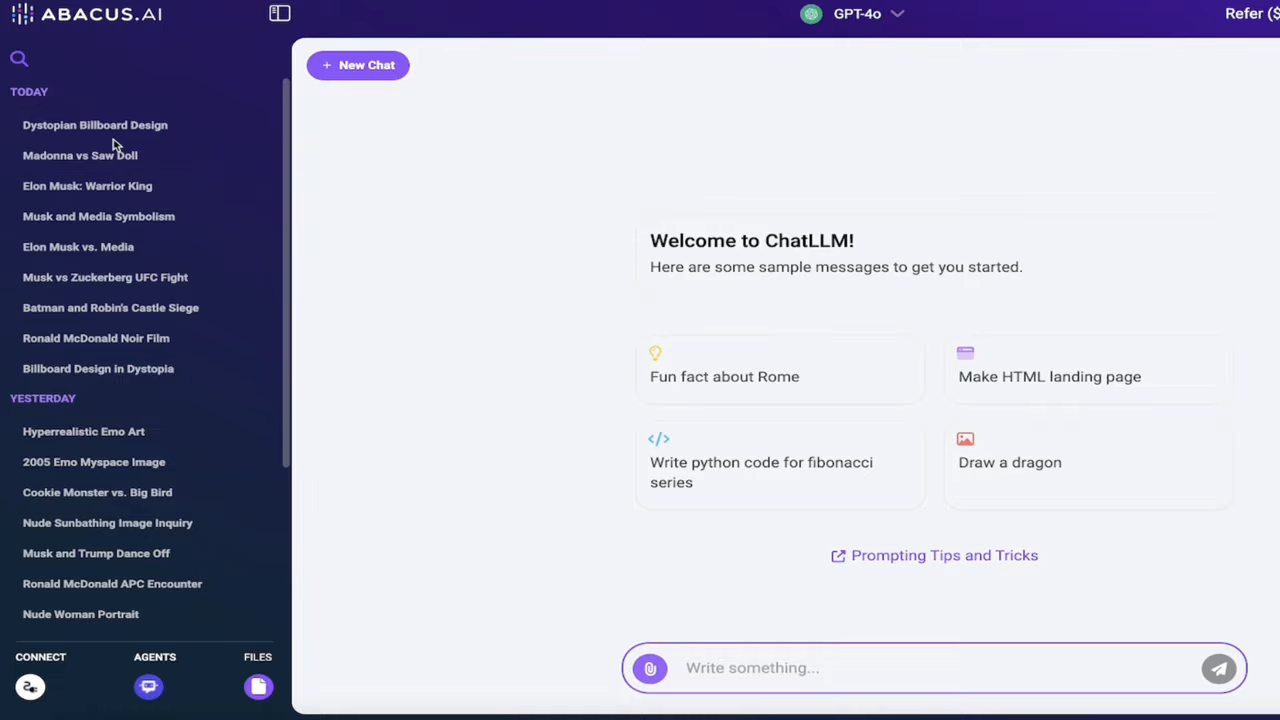 ABACUS.AI
GPT-4o
Refer ($
TODAY
Dystopian Billboard Design
Madonna vs Saw Doll
Elon Musk: Warrior King
Musk and Media Symbolism
Elon Musk vs. Media
Musk vs Zuckerberg UFC Fight
Batman and Robin's Castle Siege
Ronald McDonald Noir Film
Billboard Design in Dystopia
YESTERDAY
Hyperrealistic Emo Art
2005 Emo Myspace Image
Cookie Monster vs. Big Bird
Nude Sunbathing Image Inquiry
Musk and Trump Dance Off
Ronald McDonald APC Encounter
Nude Woman Portrait
CONNECT
AGENTS
FILES
+ New Chat
Welcome to ChatLLM!
Here are some sample messages to get you started.
Fun fact about Rome
Make HTML landing page
</>
Write python code for fibonacci
series
Draw a dragon
Prompting Tips and Tricks
Write something...